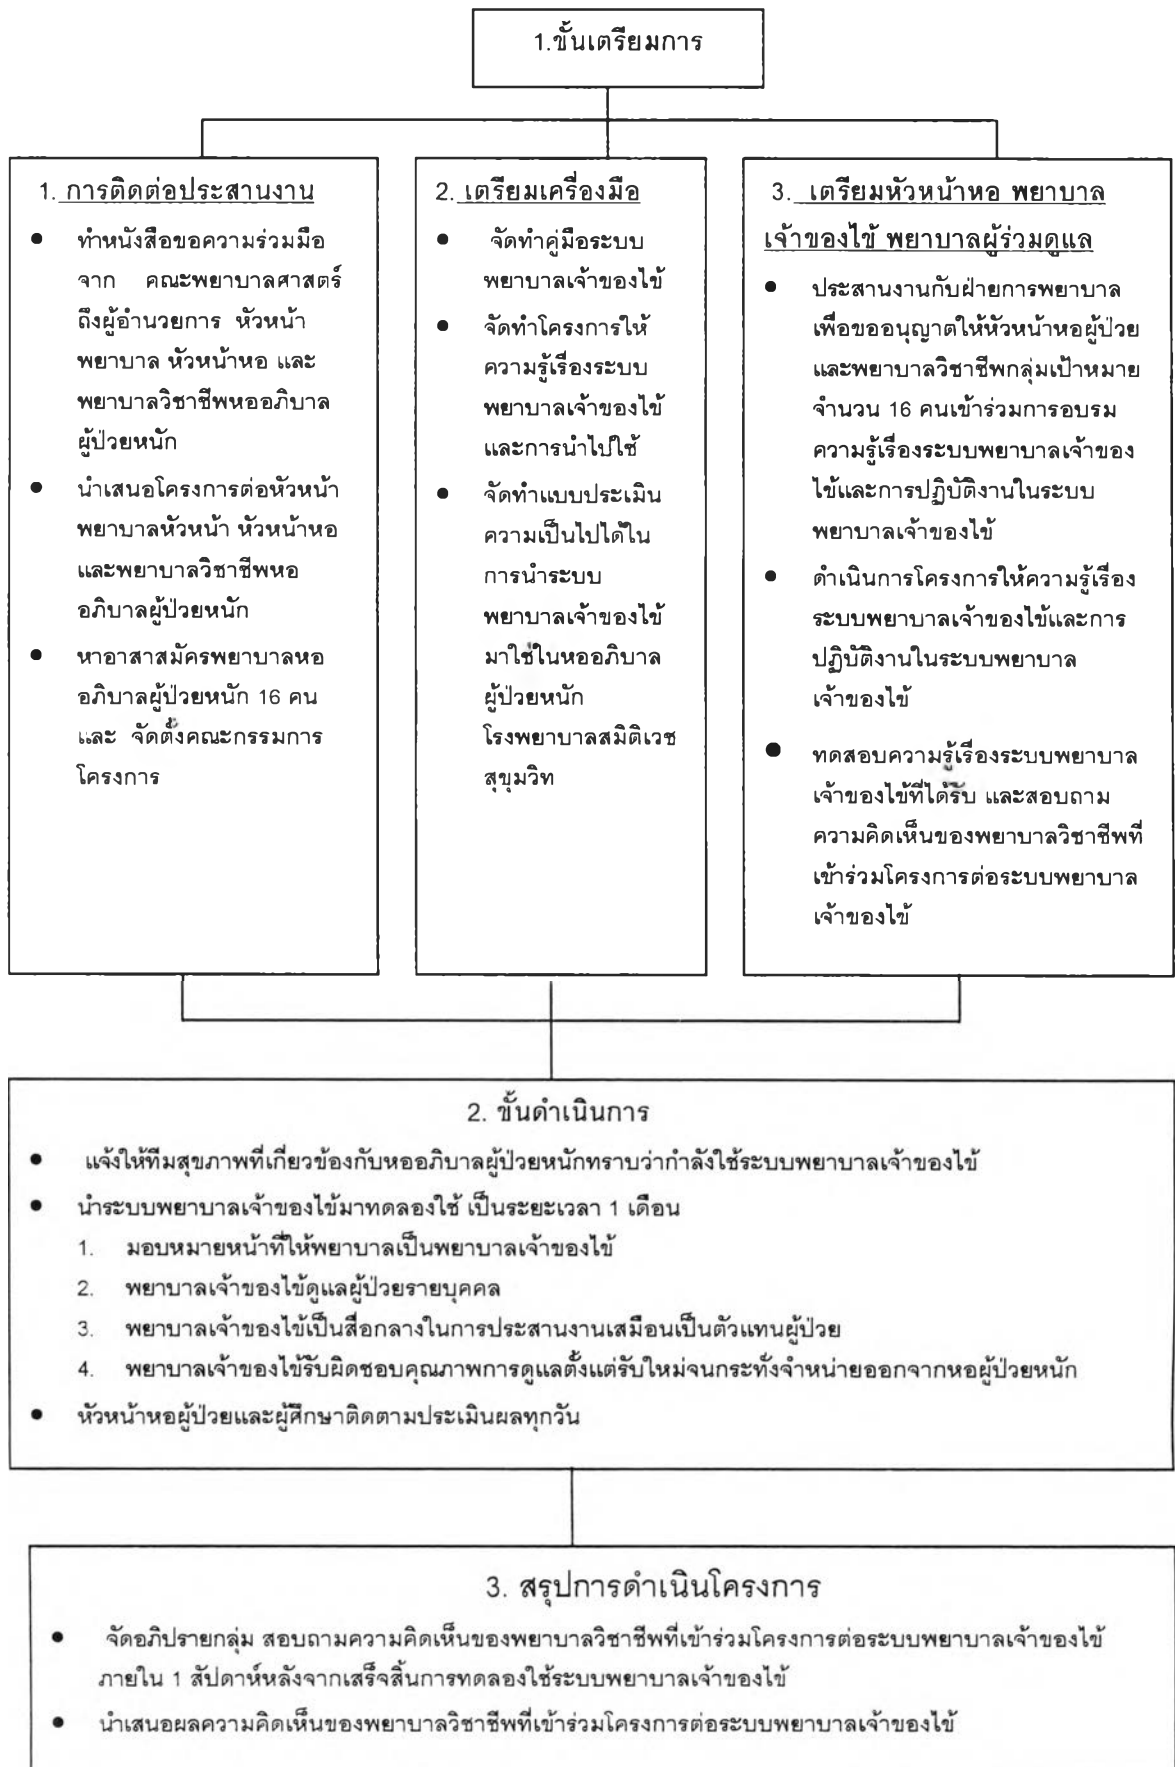 1.ขั้นเตรียมการ
1. การติดต่อประสานงาน
● ทำหนังสือขอความร่วมมือ
จาก คณะพยาบาลศาสตร์
ถึงผู้อำนวยการ หัวหน้า
พยาบาล หัวหน้าหอ และ
พยาบาลวิชาชีพหออภิบาล
ผู้ป่วยหนัก
● นำเสนอโครงการต่อหัวหน้า
พยาบาลหัวหน้า หัวหน้าหอ
และพยาบาลวิชาชีพหอ
อภิบาลผู้ป่วยหนัก
● หาอาสาสมัครพยาบาลหอ
อภิบาลผู้ป่วยหนัก 16 คน
และ จัดตั้งคณะกรรมการ
โครงการ
2. เตรียมเครื่องมือ
● จัดทำคู่มือระบบ
พยาบาลเจ้าของไข้
● จัดทำโครงการให้
ความรู้เรื่องระบบ
พยาบาลเจ้าของไข้
และการนำไปใช้
● จัดทำแบบประเมิน
ความเป็นไปได้ใน
การนำระบบ
พยาบาลเจ้าของไข้
มาใช้ในหออภิบาล
ผู้ป่วยหนัก
โรงพยาบาลสมิติเวช
สุขุมวิท
3. เตรียมหัวหน้าหอ พยาบาล
เจ้าของไข้ พยาบาลผู้ร่วมดูแล
● ประสานงานกับฝ่ายการพยาบาล
เพื่อขออนุญาตให้หัวหน้าหอผู้ป่วย
และพยาบาลวิชาชีพกลุ่มเป้าหมาย
จำนวน 16 คนเข้าร่วมการอบรม
ความรู้เรื่องระบบพยาบาลเจ้าของ
ไข้และการปฏิบัติงานในระบบ
พยาบาลเจ้าของไข้
● ดำเนินการโครงการให้ความรู้เรื่อง
ระบบพยาบาลเจ้าของไข้และการ
ปฏิบัติงานในระบบพยาบาล
เจ้าของไข้
● ทดสอบความรู้เรื่องระบบพยาบาล
เจ้าของไข้ที่ได้รับ และสอบถาม
ความคิดเห็นของพยาบาลวิชาชีพที่
เข้าร่วมโครงการต่อระบบพยาบาล
เจ้าของไข้
2. ขั้นดำเนินการ
● แจ้งให้ทีมสุขภาพที่เกี่ยวข้องกับหออภิบาลผู้ป่วยหนักทราบว่ากำลังใช้ระบบพยาบาลเจ้าของไข้
● นำระบบพยาบาลเจ้าของไข้มาทดลองใช้ เป็นระยะเวลา 1 เดือน
1. มอบหมายหน้าที่ให้พยาบาลเป็นพยาบาลเจ้าของไข้
2. พยาบาลเจ้าของไข้ดูแลผู้ป่วยรายบุคคล
3. พยาบาลเจ้าของไข้เป็นสื่อกลางในการประสานงานเสมือนเป็นตัวแทนผู้ป่วย
4. พยาบาลเจ้าของไข้รับผิดชอบคุณภาพการดูแลตั้งแต่รับใหม่จนกระทั่งจำหน่ายออกจากหอผู้ป่วยหนัก
● หัวหน้าหอผู้ป่วยและผู้ศึกษาติดตามประเมินผลทุกวัน
3. สรุปการดำเนินโครงการ
● จัดอภิปรายกลุ่ม สอบถามความคิดเห็นของพยาบาลวิชาชีพที่เข้าร่วมโครงการต่อระบบพยาบาลเจ้าของไข้
ภายใน 1 สัปดาห์หลังจากเสร็จสิ้นการทดลองใช้ระบบพยาบาลเจ้าของไข้
● นำเสนอผลความคิดเห็นของพยาบาลวิชาชีพที่เข้าร่วมโครงการต่อระบบพยาบาลเจ้าของไข้